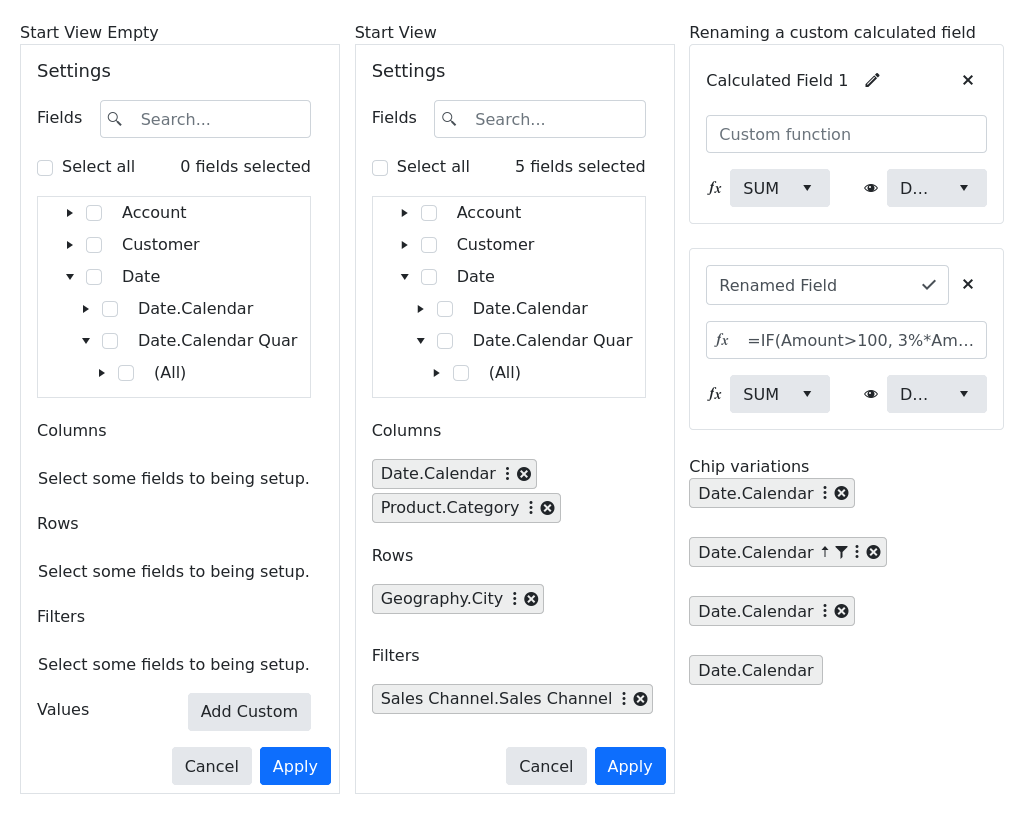 Start View Empty
Settings
Fields
Search...
Select all
0 fields selected
Account
Customer
Date
Date.Calendar
Date.Calendar Quar
(All)
Columns
Select some fields to being setup.
Rows
Select some fields to being setup.
Filters
Select some fields to being setup.
Values
Add Custom
Cancel
Apply
Start View
Settings
Fields
Search...
Select all
5 fields selected
Account
Customer
Date
Date.Calendar
Date.Calendar Quar
(All)
Columns
Date.Calendar
Product.Category
Rows
Geography.City
Filters
Sales Channel.Sales Channel
Cancel
Apply
Renaming a custom calculated field
Calculated Field 1
Custom function
fx SUM
D...
Renamed Field
fx =IF(Amount>100, 3%*Am...
fx SUM
D...
Chip variations
Date.Calendar
Date.Calendar
Date.Calendar
Date.Calendar